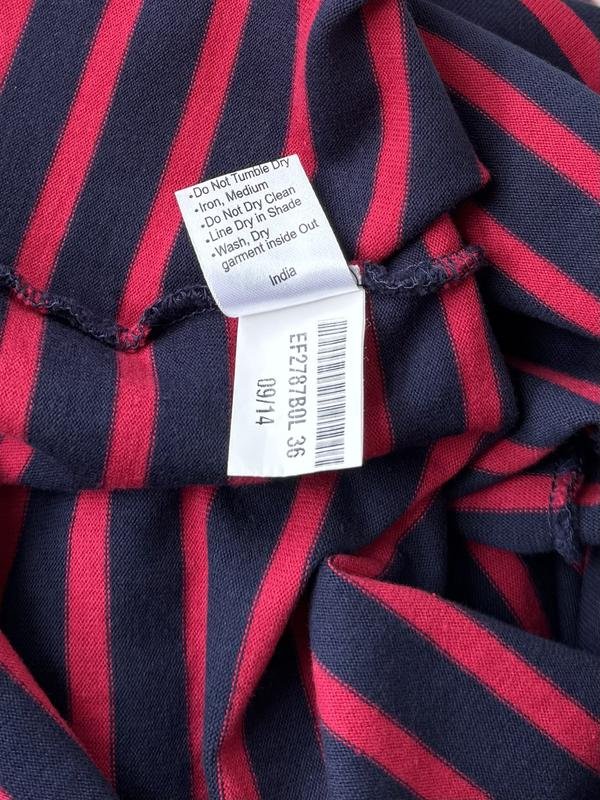 •Do Not Tumble Dry
•Iron, Medium
•Do Not Dry Clean
•Line Dry in Shade
•Wash, Dry
garment inside Out
India
EF2787B0L 36
09/14